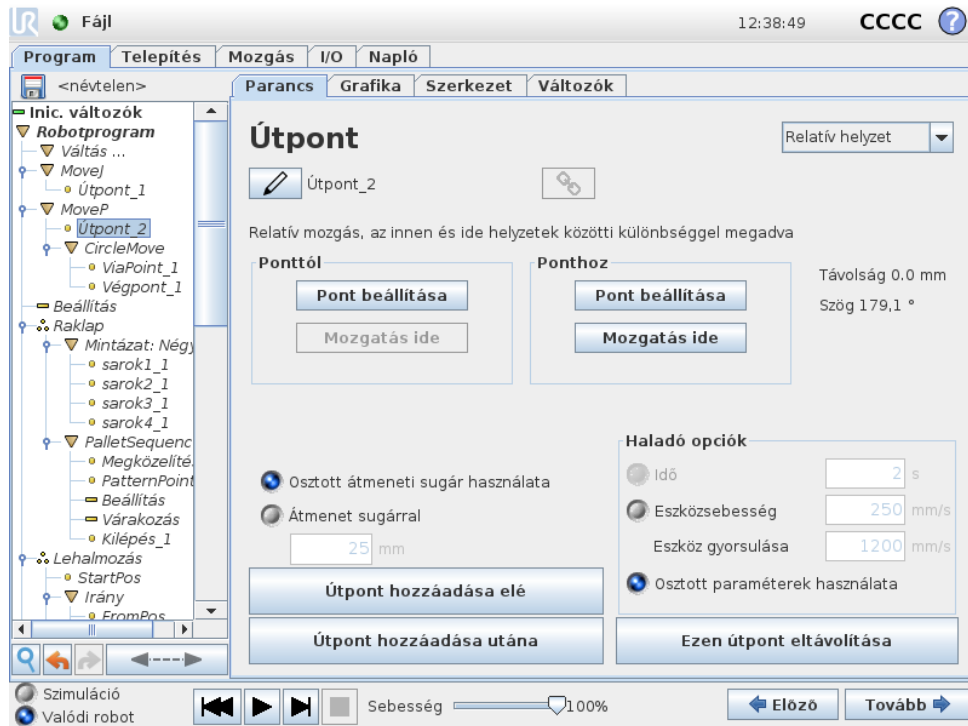 UR Fájl 12:38:49 CCCC ?
Program Telepítés Mozgás I/O Napló
<névtelen>
Parancs Grafika Szerkezet Változók
Inic. változók
Robotprogram
Váltás ...
MoveJ
Útpont_1
MoveP
Útpont_2
CircleMove
ViaPoint_1
Végpont_1
Beállítás
Raklap
Mintázat: Négy
sarok1_1
sarok2_1
sarok3_1
sarok4_1
PalletSequenc
Megközelíté
PatternPoint
Beállítás
Várakozás
Kilépés_1
Lehalmozás
StartPos
Irány
FromPos
Útpont
Relatív helyzet
Útpont_2
Relatív mozgás, az innen és ide helyzetek közötti különbséggel megadva
Ponttól
Pont beállítása
Mozgatás ide
Ponthoz
Pont beállítása
Mozgatás ide
Távolság 0.0 mm
Szög 179,1 °
Osztott átmeneti sugár használata
Átmenet sugárral
25 mm
Haladó opciók
Idő 2 s
Eszközsebesség 250 mm/s
Eszköz gyorsulása 1200 mm/s
Osztott paraméterek használata
Útpont hozzáadása elé
Útpont hozzáadása utána
Ezen útpont eltávolítása
Szimuláció
Valódi robot
Sebesség 100%
Előző
Tovább